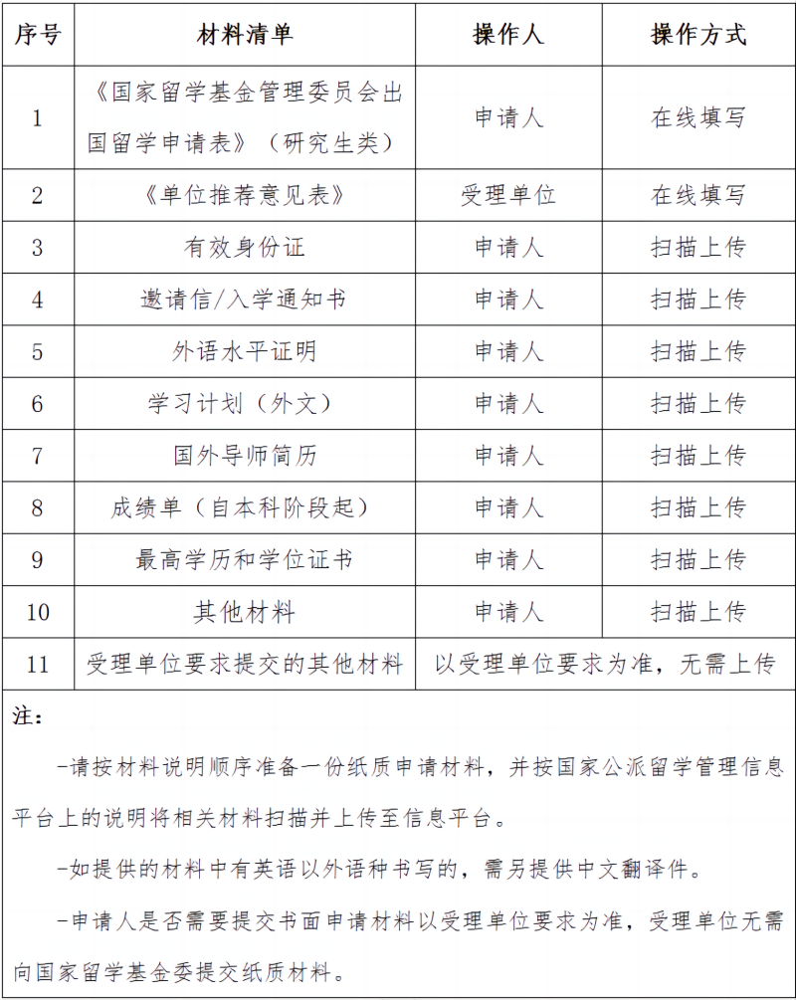 序号 材料清单 操作人 操作方式
1 《国家留学基金管理委员会出 申请人 在线填写
国留学申请表》（研究生类）
2 《单位推荐意见表》 受理单位 在线填写
3 有效身份证 申请人 扫描上传
4 邀请信/入学通知书 申请人 扫描上传
5 外语水平证明 申请人 扫描上传
6 学习计划（外文） 申请人 扫描上传
7 国外导师简历 申请人 扫描上传
8 成绩单（自本科阶段起） 申请人 扫描上传
9 最高学历和学位证书 申请人 扫描上传
10 其他材料 申请人 扫描上传
11 受理单位要求提交的其他材料 以受理单位要求为准，无需上传
注：
-请按材料说明顺序准备一份纸质申请材料，并按国家公派留学管理信息
平台上的说明将相关材料扫描并上传至信息平台。
-如提供的材料中有英语以外语种书写的，需另提供中文翻译件。
-申请人是否需要提交书面申请材料以受理单位要求为准，受理单位无需
向国家留学基金委提交纸质材料。